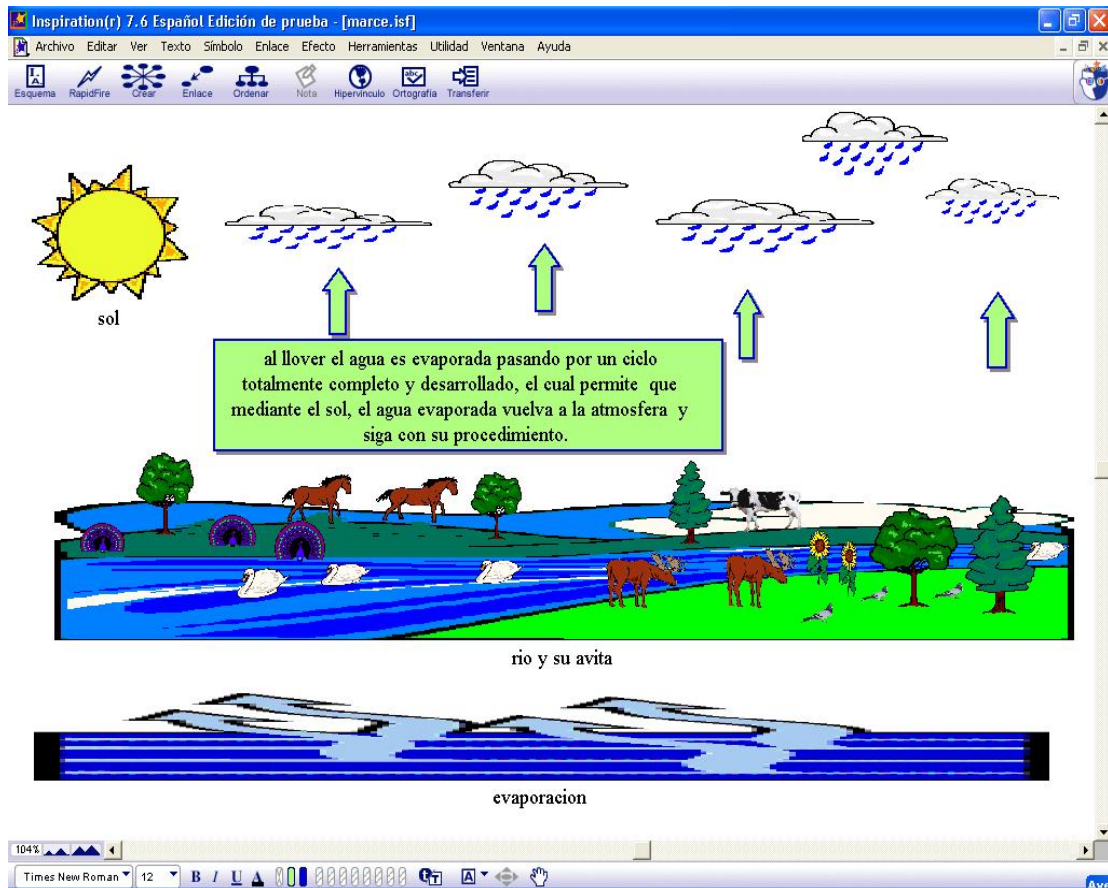 Inspiration(r) 7.6 Español Edición de prueba - [marce.isf]
Archivo Editar Ver Texto Símbolo Enlace Efecto Herramientas Utilidad Ventana Ayuda
Esquema RapidFire Crear Enlace Ordenar Nota Hipervínculo Ortografía Transferir
sol
al llover el agua es evaporada pasando por un ciclo
totalmente completo y desarrollado, el cual permite que
mediante el sol, el agua evaporada vuelva a la atmosfera y
siga con su procedimiento.
rio y su avita
evaporacion
104%
Times New Roman 12 B I U A A